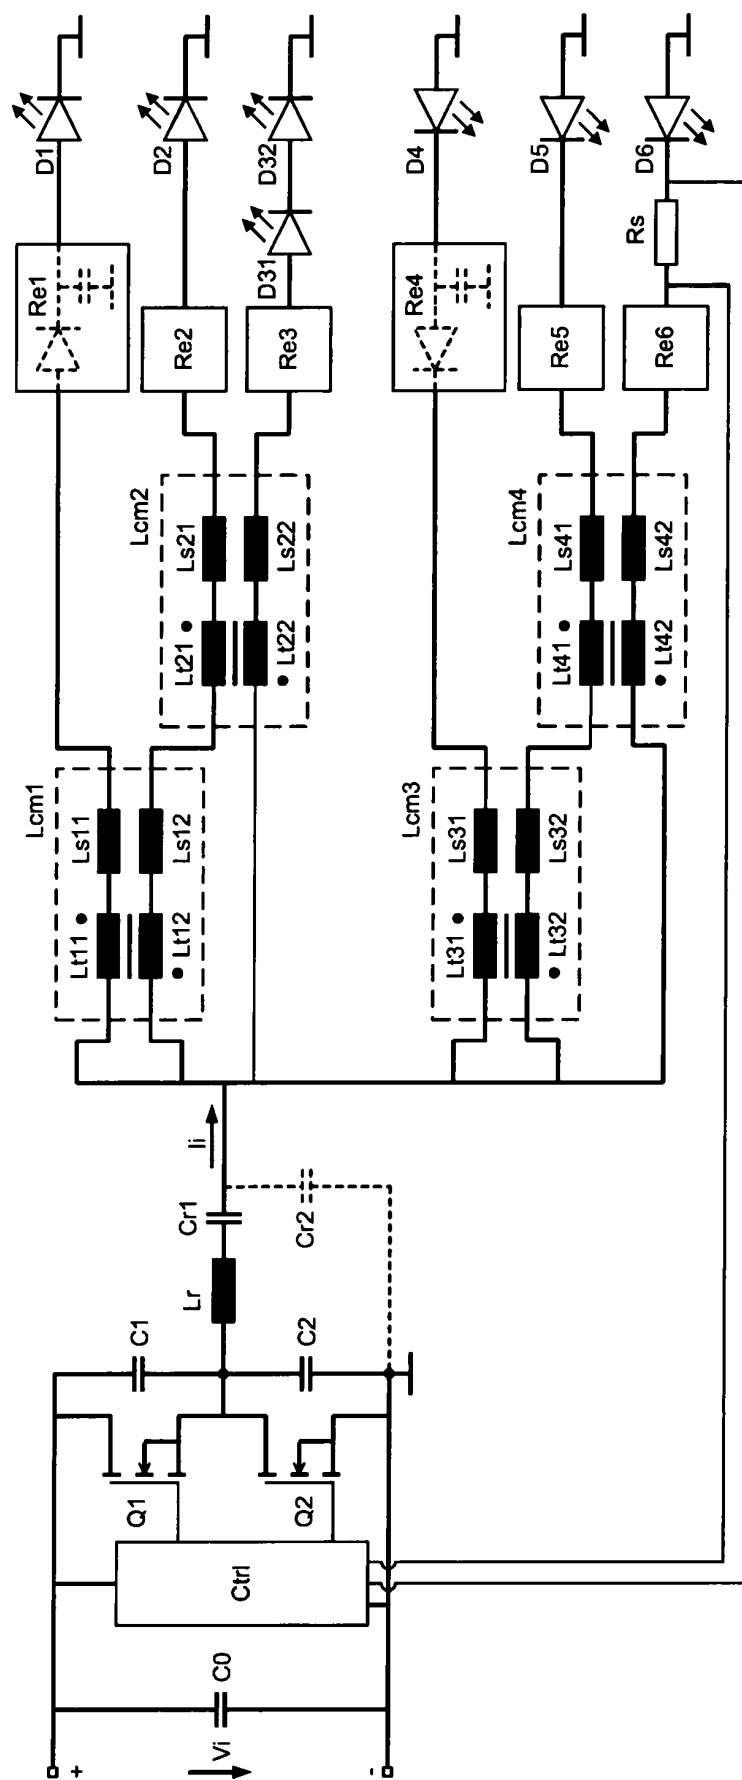 +
-
Vi
C0
Ctrl
Q1
Q2
C1
C2
Lr
Cr1
Cr2
Ii
Lcm1
Lt11
Ls11
Lt12
Ls12
Lcm2
Lt21
Ls21
Lt22
Ls22
Lcm3
Lt31
Ls31
Lt32
Ls32
Lcm4
Lt41
Ls41
Lt42
Ls42
Re1
Re2
Re3
Re4
Re5
Re6
Rs
D1
D2
D31
D32
D4
D5
D6